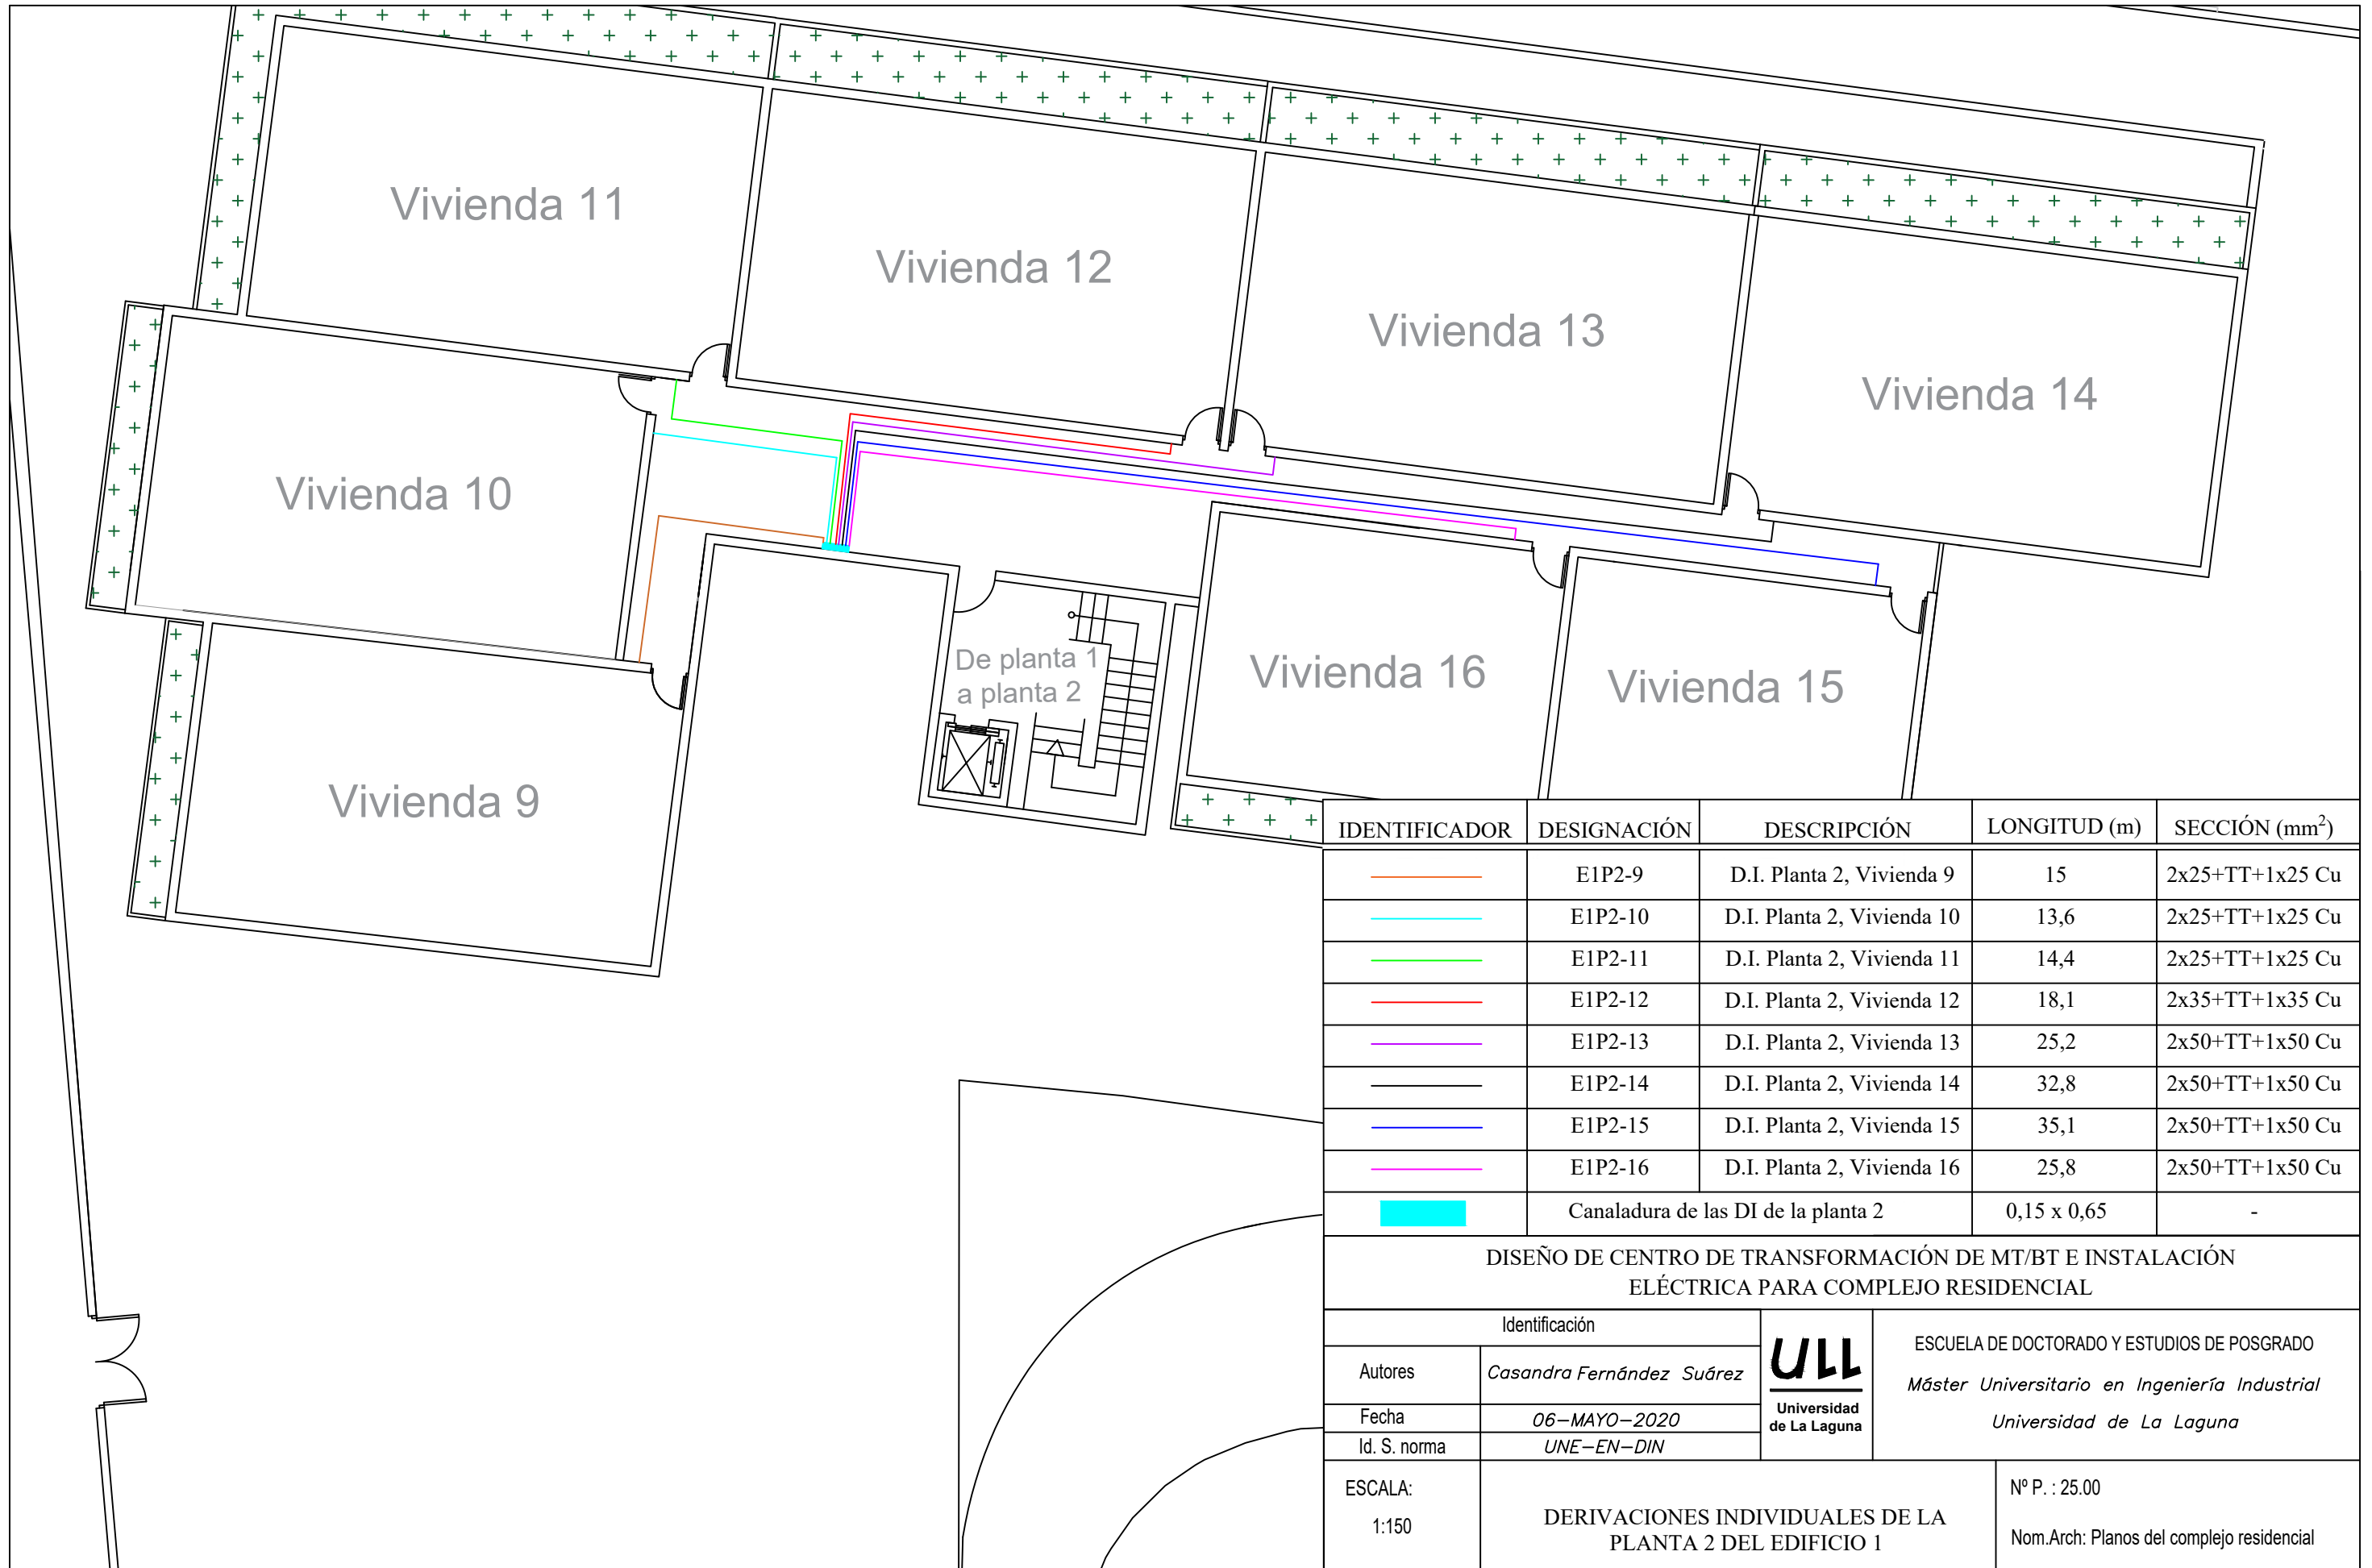 Vivienda 11
Vivienda 12
Vivienda 13
Vivienda 14
Vivienda 10
De planta 1
a planta 2
Vivienda 16
Vivienda 15
Vivienda 9
IDENTIFICADOR DESIGNACIÓN DESCRIPCIÓN LONGITUD (m) SECCIÓN (mm²)
E1P2-9 D.I. Planta 2, Vivienda 9 15 2x25+TT+1x25 Cu
E1P2-10 D.I. Planta 2, Vivienda 10 13,6 2x25+TT+1x25 Cu
E1P2-11 D.I. Planta 2, Vivienda 11 14,4 2x25+TT+1x25 Cu
E1P2-12 D.I. Planta 2, Vivienda 12 18,1 2x35+TT+1x35 Cu
E1P2-13 D.I. Planta 2, Vivienda 13 25,2 2x50+TT+1x50 Cu
E1P2-14 D.I. Planta 2, Vivienda 14 32,8 2x50+TT+1x50 Cu
E1P2-15 D.I. Planta 2, Vivienda 15 35,1 2x50+TT+1x50 Cu
E1P2-16 D.I. Planta 2, Vivienda 16 25,8 2x50+TT+1x50 Cu
Canaladura de las DI de la planta 2 0,15 x 0,65 -
DISEÑO DE CENTRO DE TRANSFORMACIÓN DE MT/BT E INSTALACIÓN
ELÉCTRICA PARA COMPLEJO RESIDENCIAL
Identificación
Autores Casandra Fernández Suárez
Fecha 06-MAYO-2020
Id. S. norma UNE-EN-DIN
ULL
Universidad
de La Laguna
ESCUELA DE DOCTORADO Y ESTUDIOS DE POSGRADO
Máster Universitario en Ingeniería Industrial
Universidad de La Laguna
ESCALA:
1:150
DERIVACIONES INDIVIDUALES DE LA
PLANTA 2 DEL EDIFICIO 1
Nº P. : 25.00
Nom.Arch: Planos del complejo residencial